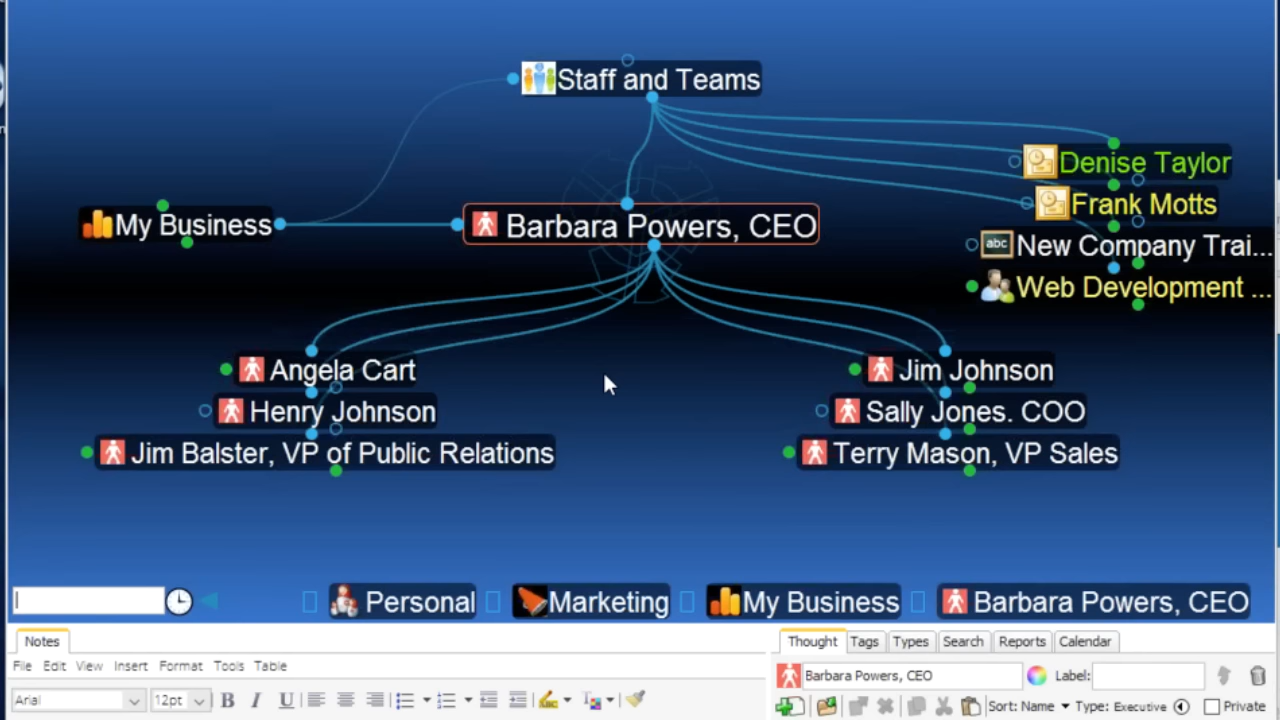 Staff and Teams
Denise Taylor
Frank Motts
My Business
Barbara Powers, CEO
abc
New Company Trai...
Web Development ...
Angela Cart
Jim Johnson
Henry Johnson
Sally Jones. COO
Jim Balster, VP of Public Relations
Terry Mason, VP Sales
Personal
Marketing
My Business
Barbara Powers, CEO
Notes
Thought Tags Types Search Reports Calendar
File Edit View Insert Format Tools Table
Barbara Powers, CEO Label:
Arial 12pt B I U
Sort: Name Type: Executive Private